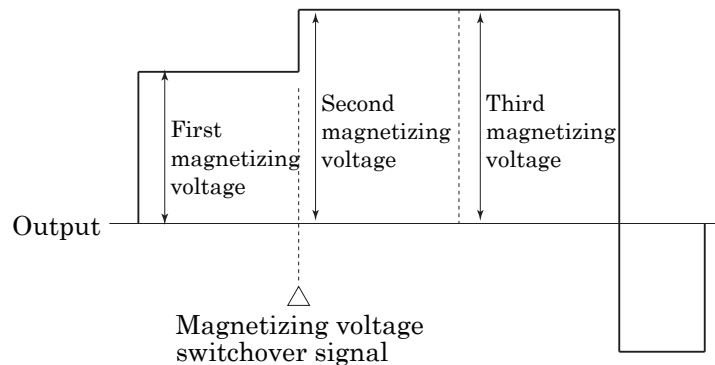 First
magnetizing
voltage
Second
magnetizing
voltage
Third
magnetizing
voltage
Output
Magnetizing voltage
switchover signal